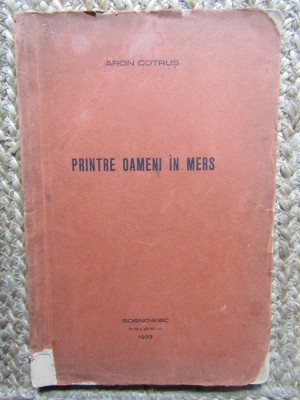 ARON COTRUȘ
PRINTRE OAMENI ÎN MERS
SOSNOWIEC
POLONIA
1933